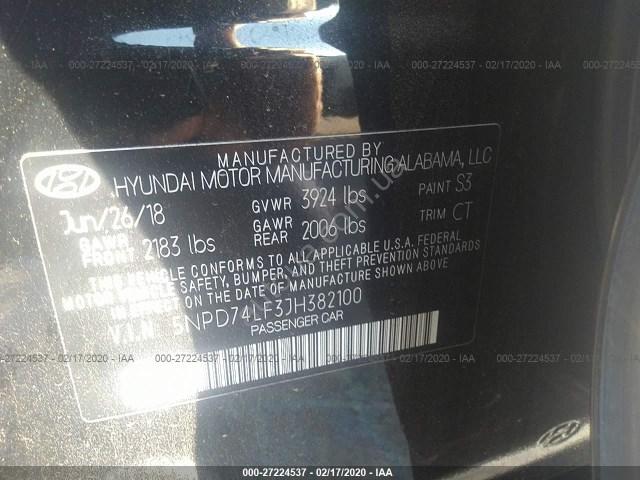 000-27224537 - 02/17/2020 - IAA
MANUFACTURED BY
HYUNDAI MOTOR MANUFACTURING ALABAMA, LLC
Jun/26/18 GVWR 3924 lbs PAINT S3
GAWR FRONT 2183 lbs GAWR REAR 2006 lbs TRIM CT
THIS VEHICLE CONFORMS TO ALL APPLICABLE U.S.A. FEDERAL
MOTOR VEHICLE SAFETY, BUMPER, AND THEFT PREVENTION STANDARDS
IN EFFECT ON THE DATE OF MANUFACTURE SHOWN ABOVE.
V.I.N. 5NPD74LF3JH382100
PASSENGER CAR
000-27224537 - 02/17/2020 - IAA
000-27224537 - 02/17/2020 - IAA